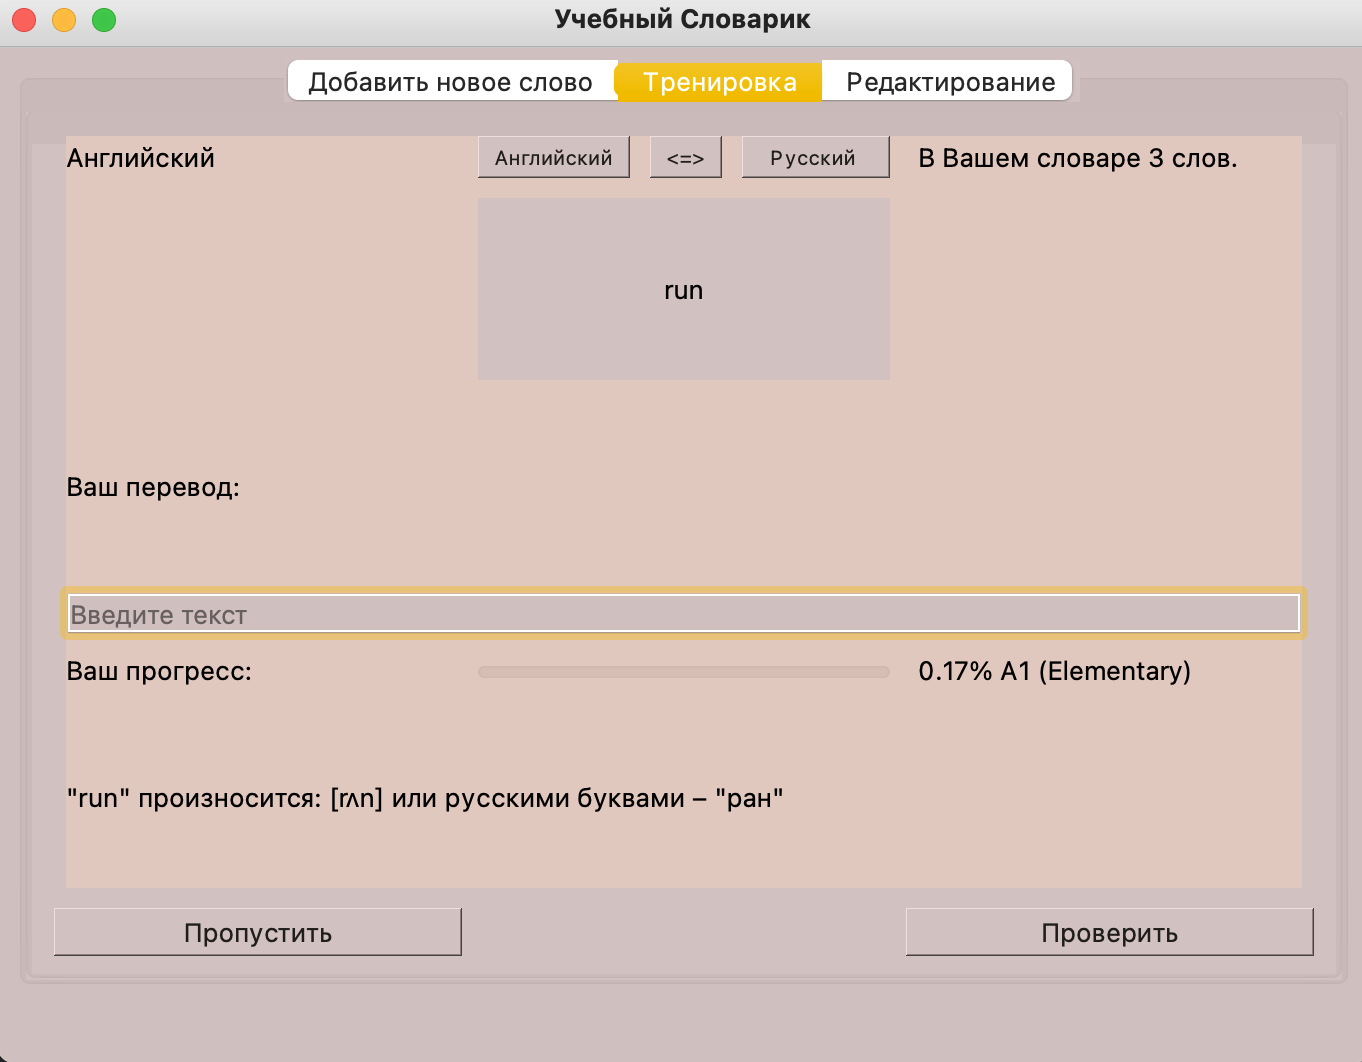 Учебный Словарик
Добавить новое слово Тренировка Редактирование
Английский Английский <=> Русский В Вашем словаре 3 слов.
run
Ваш перевод:
Введите текст
Ваш прогресс: 0.17% A1 (Elementary)
"run" произносится: [rʌn] или русскими буквами – "ран"
Пропустить Проверить